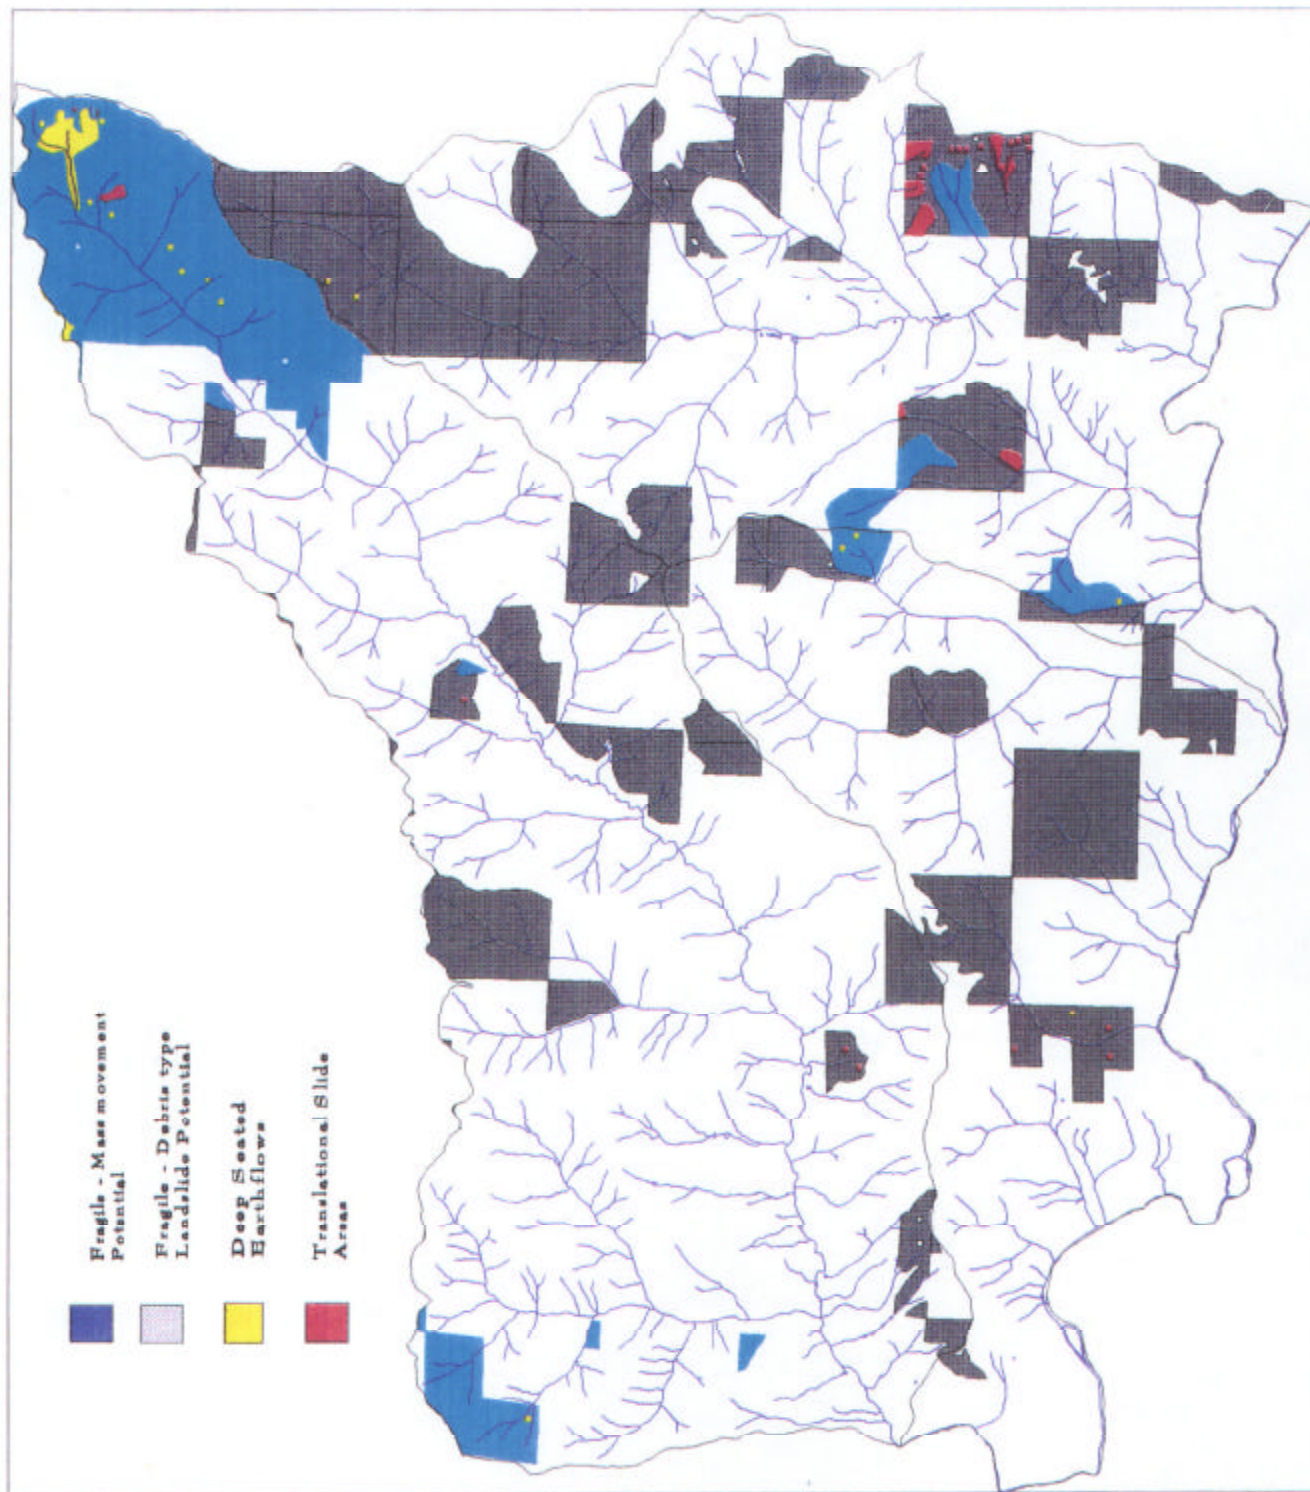 Fragile - Mass movement
Potential
Fragile - Debris type
Landslide Potential
Deep Seated
Earthflows
Translational Slide
Areas